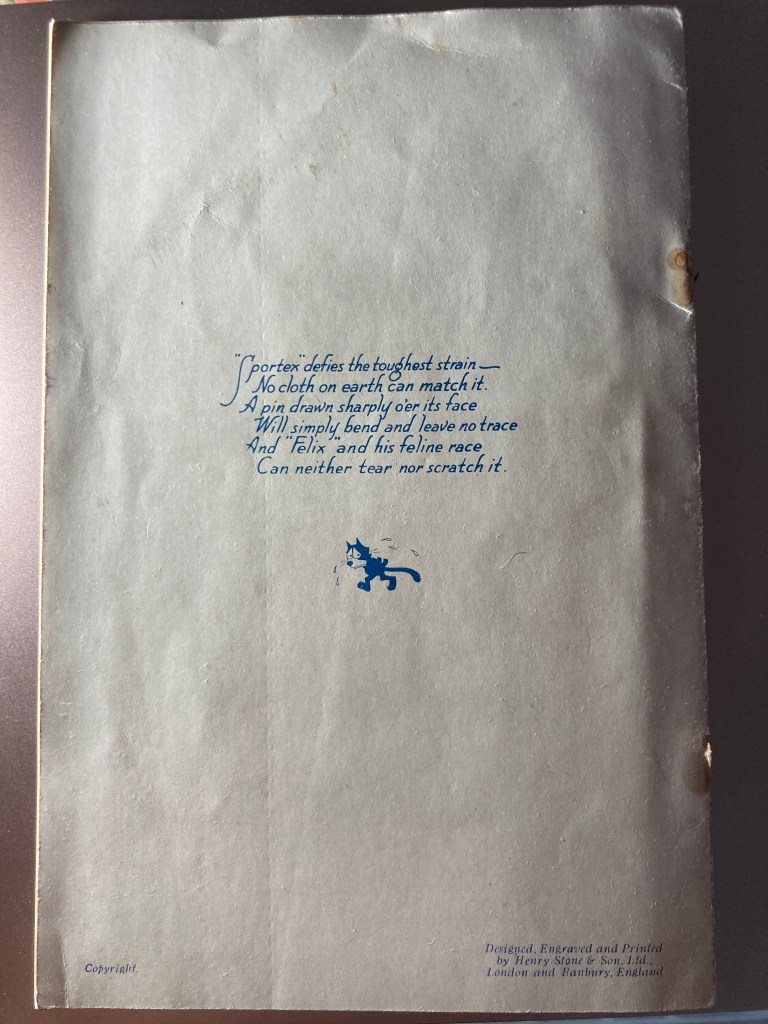 "Sportex" defies the toughest strain—
No cloth on earth can match it.
A pin drawn sharply o'er its face
Will simply bend and leave no trace
And "Felix" and his feline race
Can neither tear nor scratch it.
Copyright.
Designed, Engraved and Printed
by Henry Stone & Son, Ltd.,
London and Banbury, England